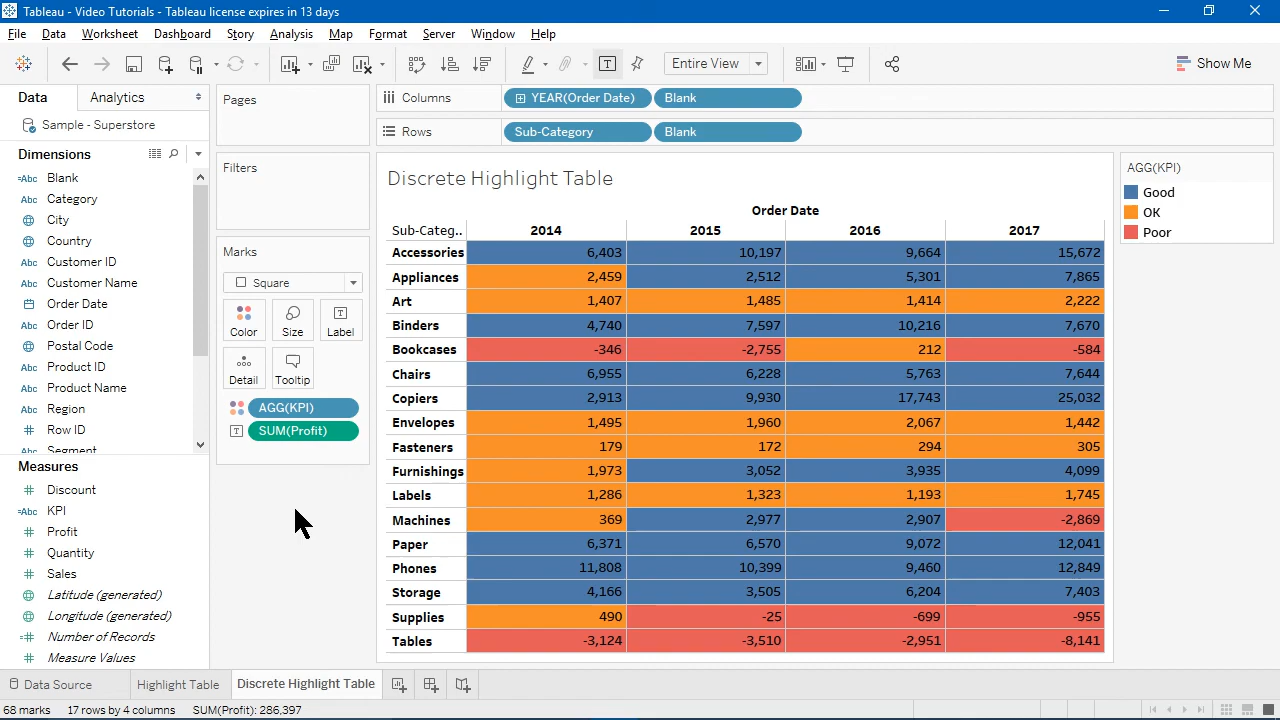 Tableau - Video Tutorials - Tableau license expires in 13 days
File Data Worksheet Dashboard Story Analysis Map Format Server Window Help
Entire View
Show Me
Data Analytics
Sample - Superstore
Dimensions
Abc Blank
Abc Category
City
Country
Abc Customer ID
Abc Customer Name
Order Date
Abc Order ID
Postal Code
Abc Product ID
Abc Product Name
Abc Region
Row ID
Abc Segment
Measures
Discount
Abc KPI
Profit
Quantity
Sales
Latitude (generated)
Longitude (generated)
Number of Records
Measure Values
Pages
Filters
Marks
Square
Color Size T Label
Detail Tooltip
AGG(KPI)
T SUM(Profit)
Columns YEAR(Order Date) Blank
Rows Sub-Category Blank
Discrete Highlight Table
Order Date
Sub-Categ.. 2014 2015 2016 2017
Accessories 6,403 10,197 9,664 15,672
Appliances 2,459 2,512 5,301 7,865
Art 1,407 1,485 1,414 2,222
Binders 4,740 7,597 10,216 7,670
Bookcases -346 -2,755 212 -584
Chairs 6,955 6,228 5,763 7,644
Copiers 2,913 9,930 17,743 25,032
Envelopes 1,495 1,960 2,067 1,442
Fasteners 179 172 294 305
Furnishings 1,973 3,052 3,935 4,099
Labels 1,286 1,323 1,193 1,745
Machines 369 2,977 2,907 -2,869
Paper 6,371 6,570 9,072 12,041
Phones 11,808 10,399 9,460 12,849
Storage 4,166 3,505 6,204 7,403
Supplies 490 -25 -699 -955
Tables -3,124 -3,510 -2,951 -8,141
AGG(KPI)
Good
OK
Poor
Data Source Highlight Table Discrete Highlight Table
68 marks 17 rows by 4 columns SUM(Profit): 286,397